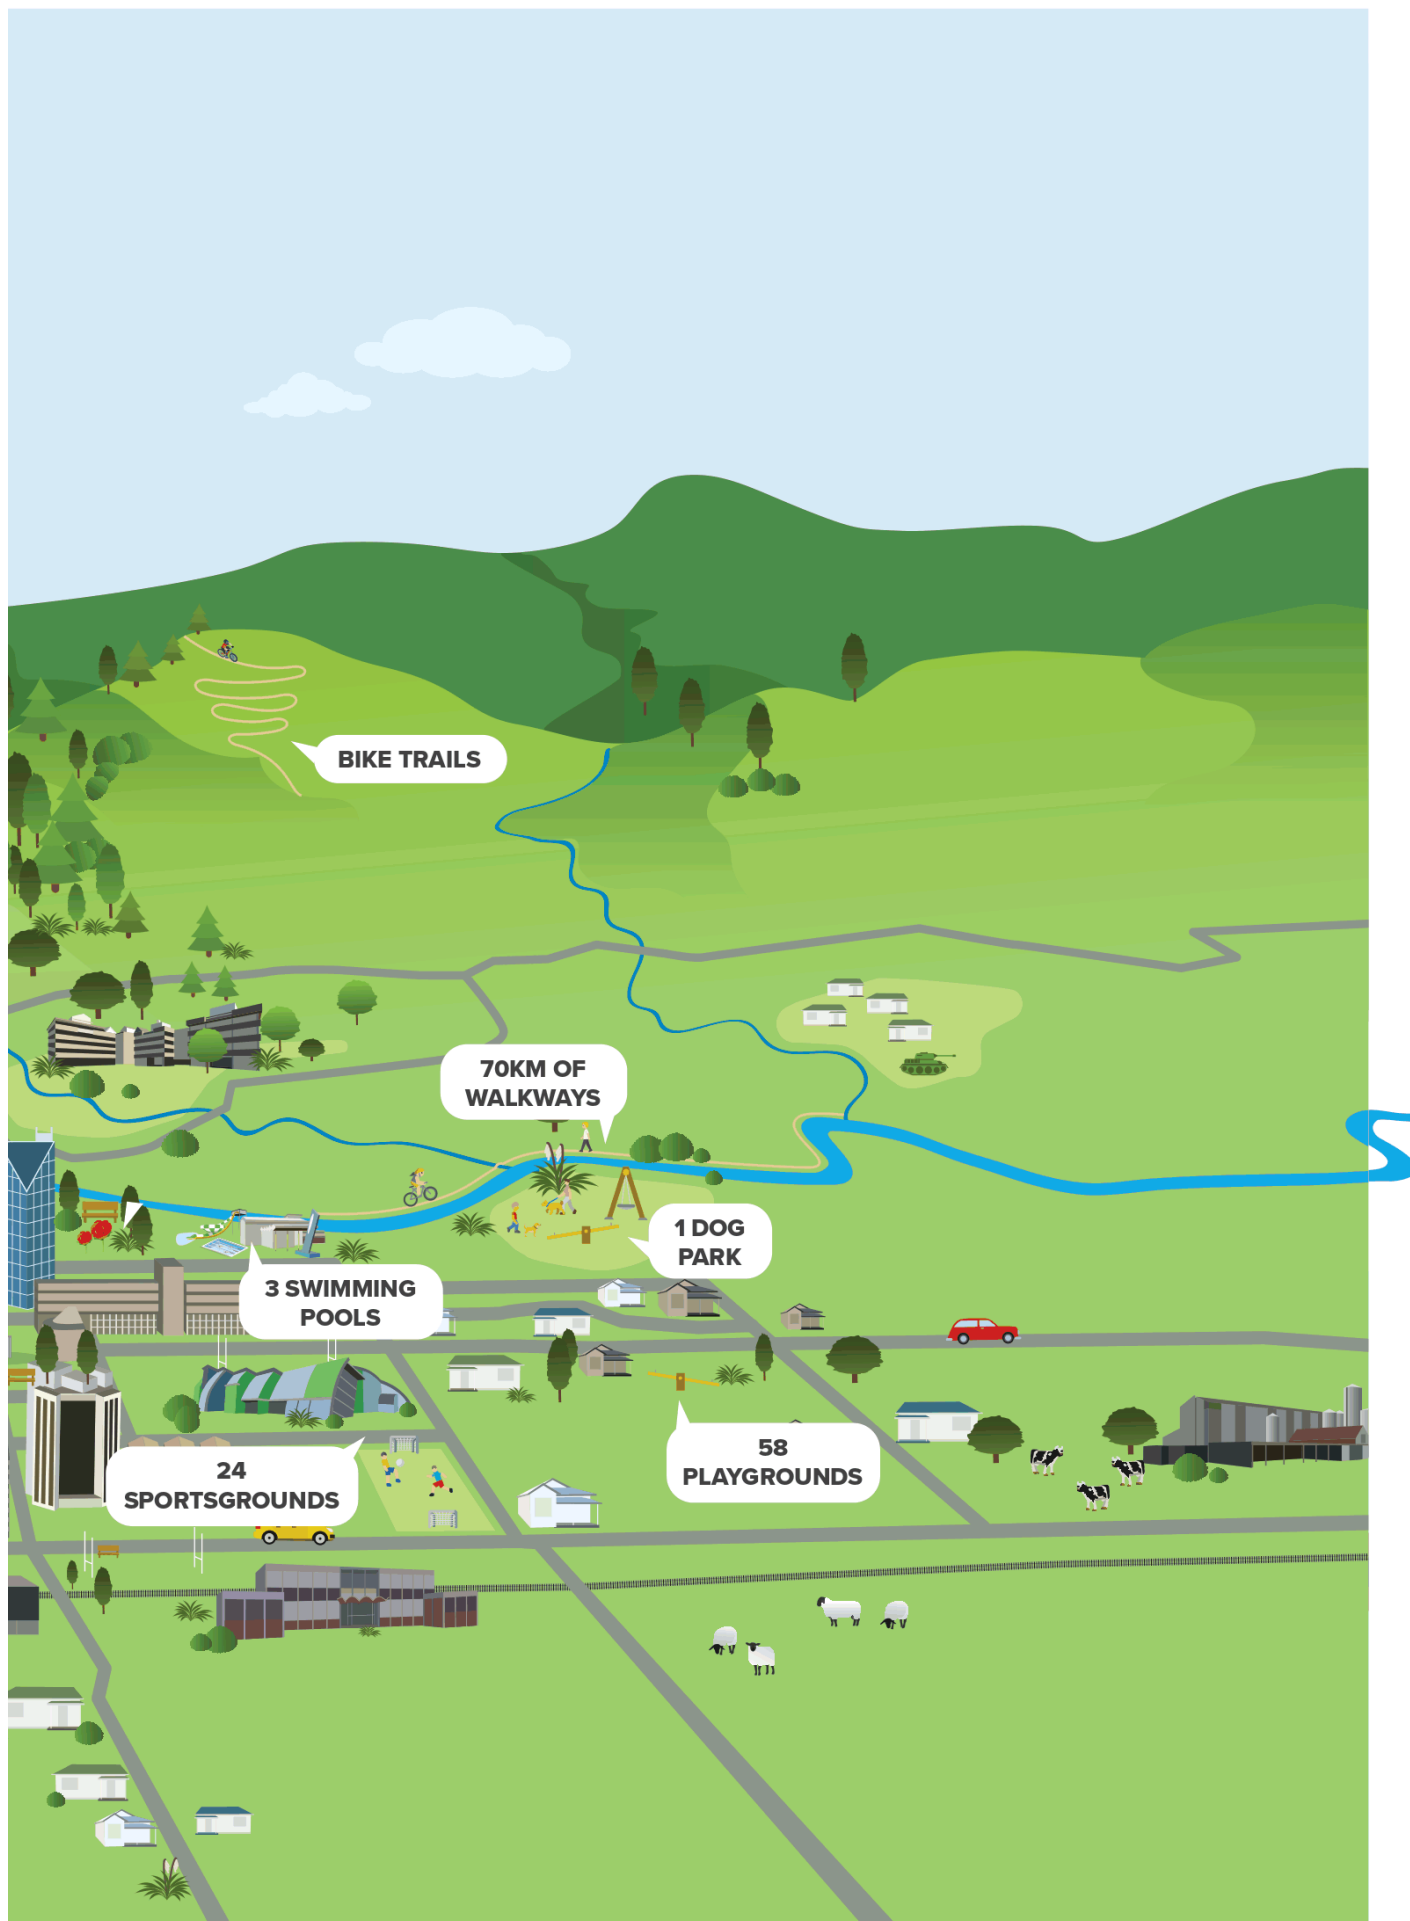 BIKE TRAILS
70KM OF
WALKWAYS
1 DOG
PARK
3 SWIMMING
POOLS
58
PLAYGROUNDS
24
SPORTSGROUNDS